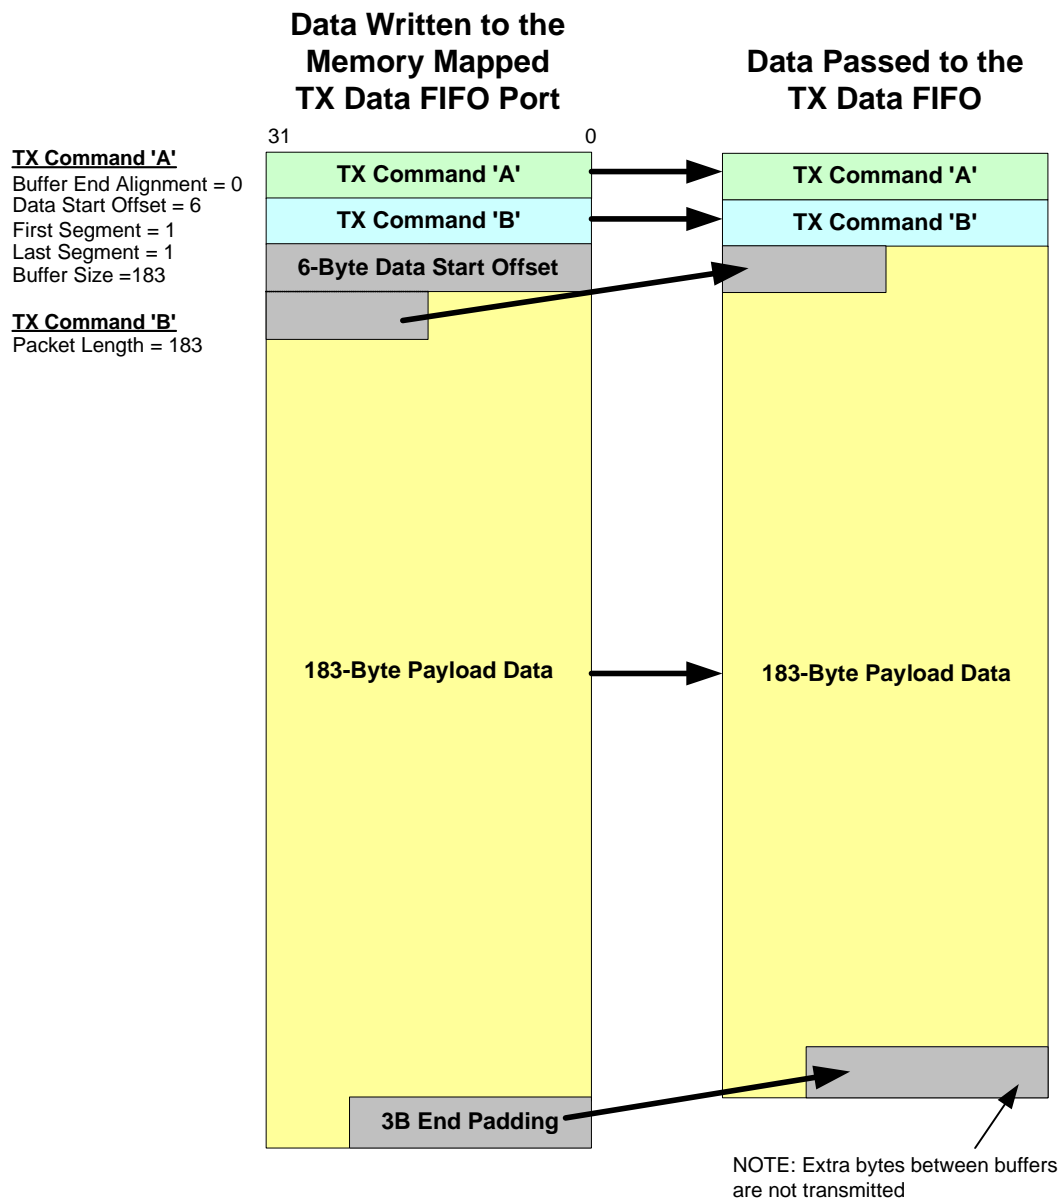 Data Written to the
Memory Mapped
TX Data FIFO Port
Data Passed to the
TX Data FIFO
31
0
TX Command 'A'
Buffer End Alignment = 0
Data Start Offset = 6
First Segment = 1
Last Segment = 1
Buffer Size =183
TX Command 'B'
Packet Length = 183
TX Command 'A'
TX Command 'B'
6-Byte Data Start Offset
183-Byte Payload Data
3B End Padding
TX Command 'A'
TX Command 'B'
183-Byte Payload Data
NOTE: Extra bytes between buffers
are not transmitted